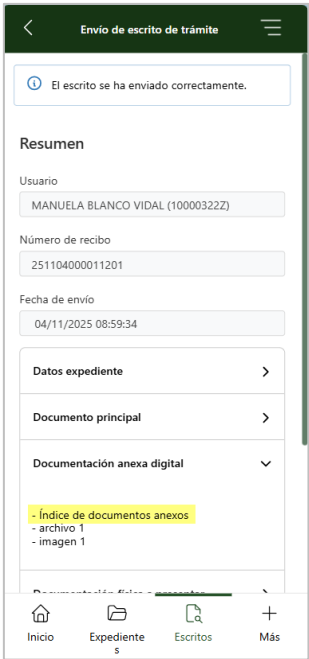 Envío de escrito de trámite
El escrito se ha enviado correctamente.
Resumen
Usuario
MANUELA BLANCO VIDAL (10000322Z)
Número de recibo
251104000011201
Fecha de envío
04/11/2025 08:59:34
Datos expediente
Documento principal
Documentación anexa digital
- Índice de documentos anexos
- archivo 1
- imagen 1
Inicio
Expediente
s
Escritos
Más